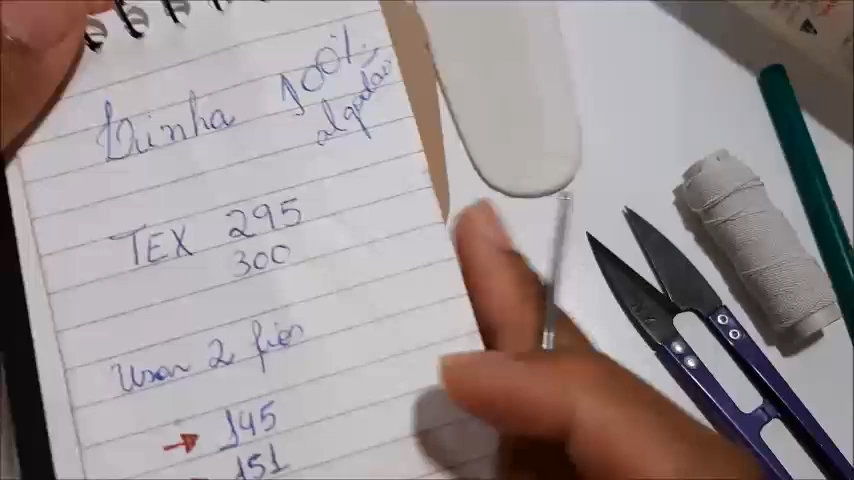 Linha 100%
algodão
TEX 295
300
Usar 2 fios
145
151